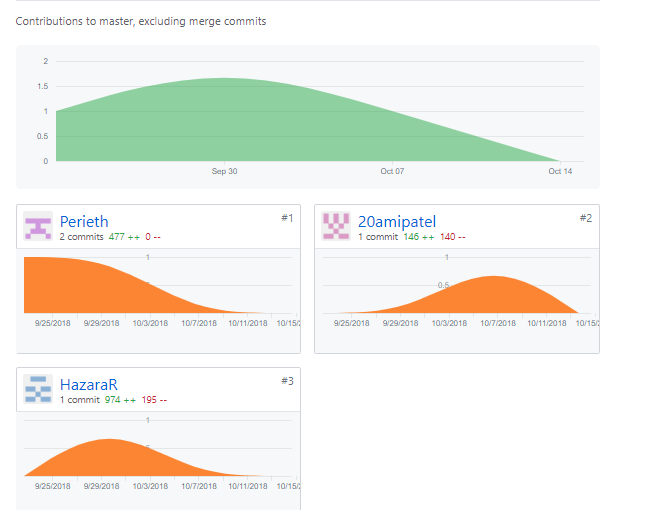 Contributions to master, excluding merge commits
2
1.5
1
0.5
0
Sep 30
Oct 07
Oct 14
Perieth
#1
2 commits 477 ++ 0 --
1
9/25/2018 9/29/2018 10/3/2018 10/7/2018 10/11/2018 10/15/2
20amipatel
#2
1 commit 146 ++ 140 --
1
0.5
9/25/2018 9/29/2018 10/3/2018 10/7/2018 10/11/2018 10/15/2
HazaraR
#3
1 commit 974 ++ 195 --
1
9/25/2018 9/29/2018 10/3/2018 10/7/2018 10/11/2018 10/15/2